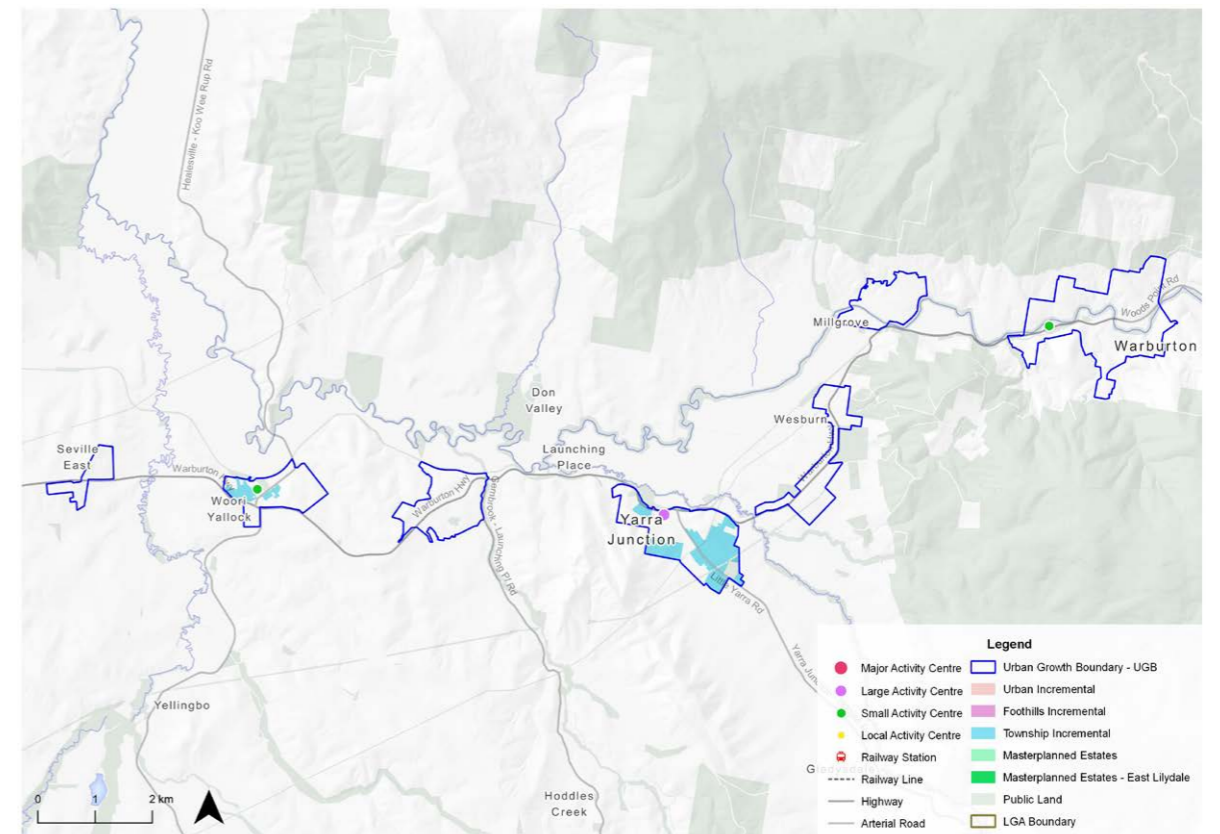 Healesville - Koo Wee Rup Rd
Millgrove
Woods Point Rd
Warburton
Don
Valley
Wesburn
Launching
Place
Seville
East
Warburton
Woori
Yallock
Warburton Hwy
Gembrook - Launching Pl Rd
Yarra
Junction
Little Yarra Rd
Yarra Junc
Yellingbo
Hoddles
Creek
0 1 2 km
Legend
Major Activity Centre
Large Activity Centre
Small Activity Centre
Local Activity Centre
Railway Station
Railway Line
Highway
Arterial Road
Urban Growth Boundary - UGB
Urban Incremental
Foothills Incremental
Township Incremental
Masterplanned Estates
Masterplanned Estates - East Lilydale
Public Land
LGA Boundary